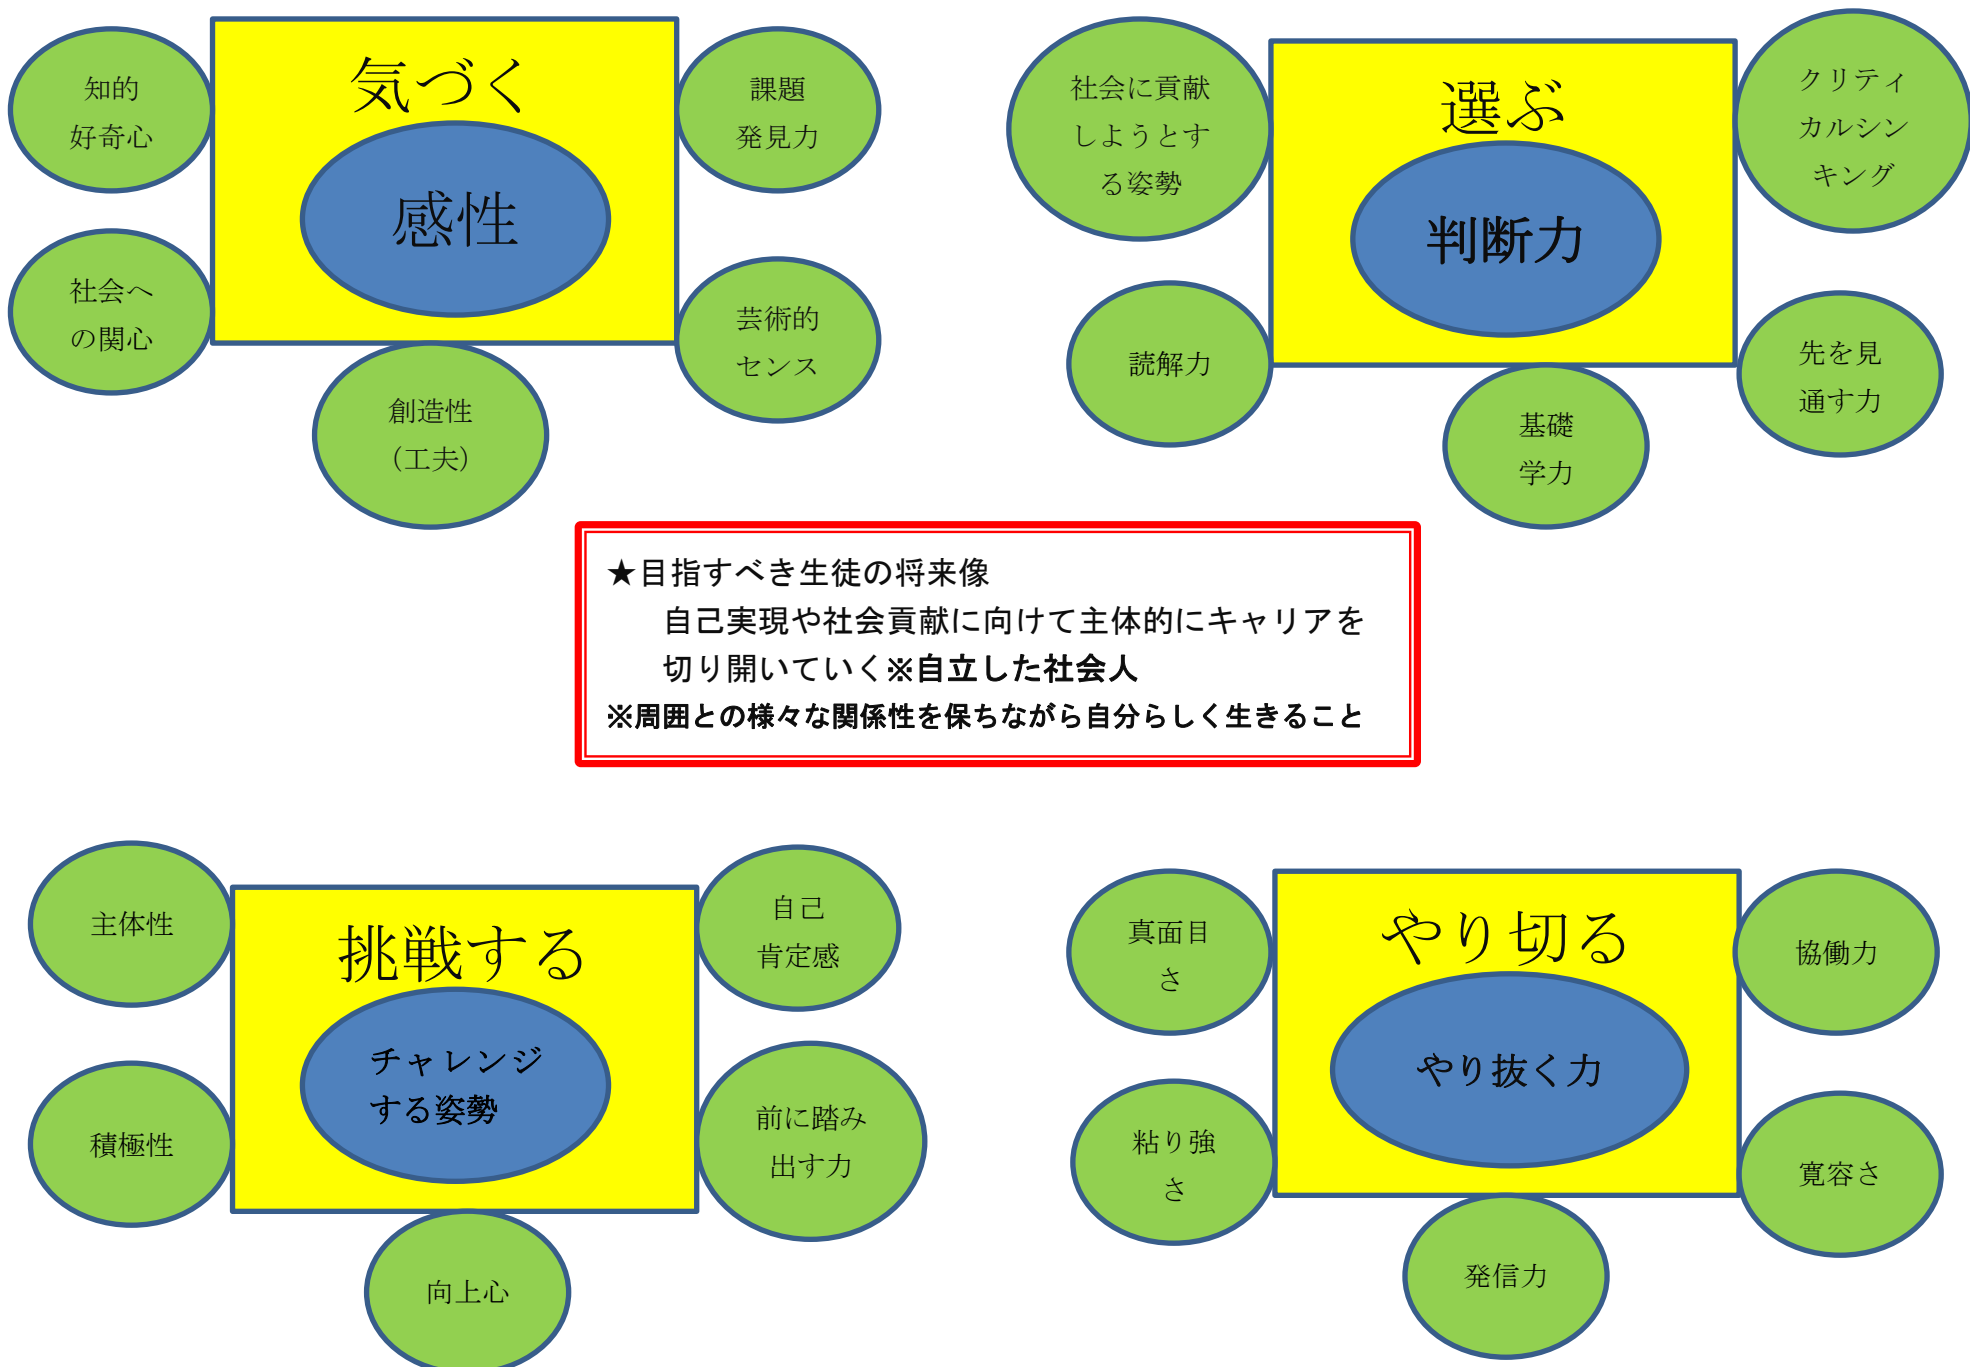 気づく
感性
知的
好奇心
課題
発見力
社会へ
の関心
芸術的
センス
創造性
（工夫）
選ぶ
判断力
社会に貢献
しようとす
る姿勢
クリティ
カルシン
キング
読解力
先を見
通す力
基礎
学力
★目指すべき生徒の将来像
自己実現や社会貢献に向けて主体的にキャリアを
切り開いていく※自立した社会人
※周囲との様々な関係性を保ちながら自分らしく生きること
挑戦する
チャレンジ
する姿勢
主体性
自己
肯定感
積極性
前に踏み
出す力
向上心
やり切る
やり抜く力
真面目
さ
協働力
粘り強
さ
寛容さ
発信力